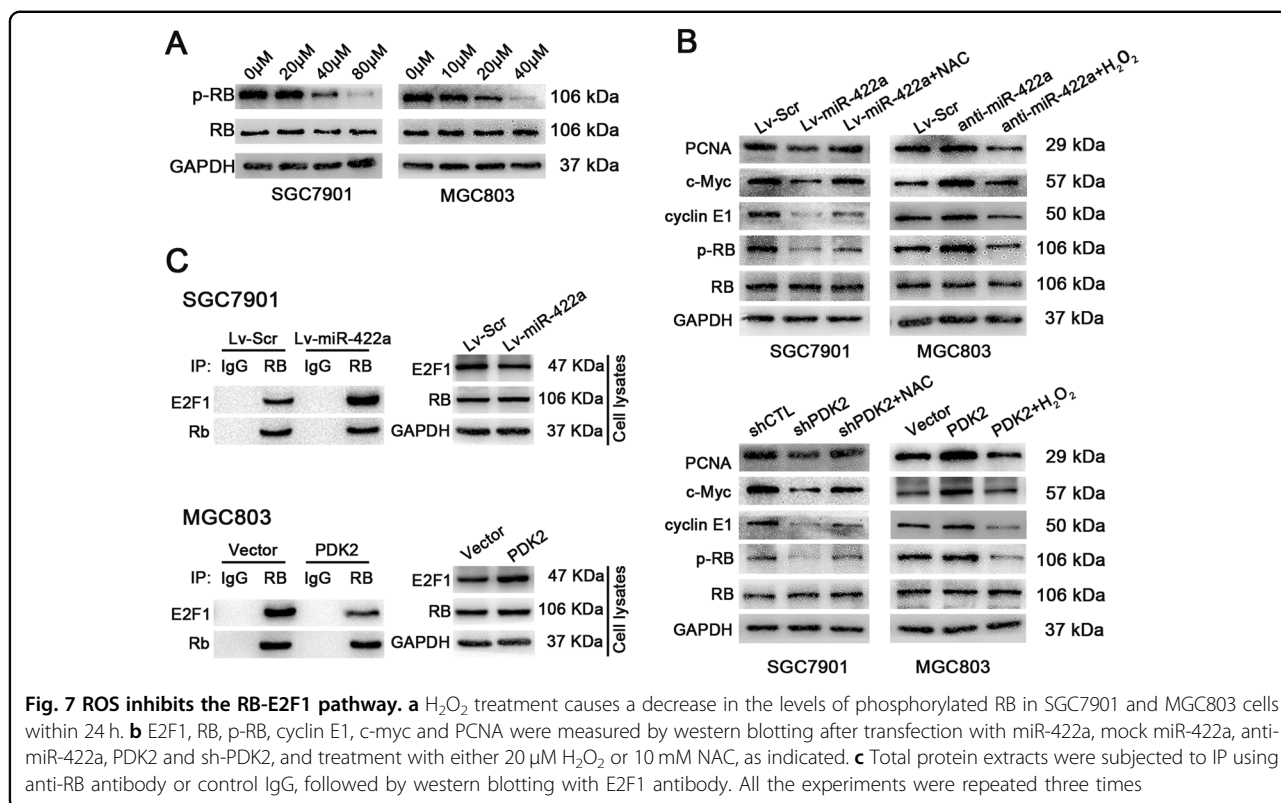 A
0μM 20μM 40μM 80μM 0μM 10μM 20μM 40μM
p-RB 106 kDa
RB 106 kDa
GAPDH 37 kDa
SGC7901 MGC803
B
Lv-Scr Lv-miR-422a Lv-miR-422a+NAC Lv-Scr anti-miR-422a anti-miR-422a+H₂O₂
PCNA 29 kDa
c-Myc 57 kDa
cyclin E1 50 kDa
p-RB 106 kDa
RB 106 kDa
GAPDH 37 kDa
SGC7901 MGC803
shCTL shPDK2 shPDK2+NAC Vector PDK2 PDK2+H₂O₂
PCNA 29 kDa
c-Myc 57 kDa
cyclin E1 50 kDa
p-RB 106 kDa
RB 106 kDa
GAPDH 37 kDa
SGC7901 MGC803
C
SGC7901
Lv-Scr Lv-miR-422a
IP: IgG RB IgG RB
E2F1
Rb
Lv-Scr Lv-miR-422a
E2F1 47 KDa
RB 106 KDa
GAPDH 37 KDa
Cell lysates
MGC803
Vector PDK2
IP: IgG RB IgG RB
E2F1
Rb
Vector PDK2
E2F1 47 KDa
RB 106 KDa
GAPDH 37 KDa
Cell lysates
Fig. 7 ROS inhibits the RB-E2F1 pathway. a H₂O₂ treatment causes a decrease in the levels of phosphorylated RB in SGC7901 and MGC803 cells
within 24 h. b E2F1, RB, p-RB, cyclin E1, c-myc and PCNA were measured by western blotting after transfection with miR-422a, mock miR-422a, anti-
miR-422a, PDK2 and sh-PDK2, and treatment with either 20 μM H₂O₂ or 10 mM NAC, as indicated. c Total protein extracts were subjected to IP using
anti-RB antibody or control IgG, followed by western blotting with E2F1 antibody. All the experiments were repeated three times